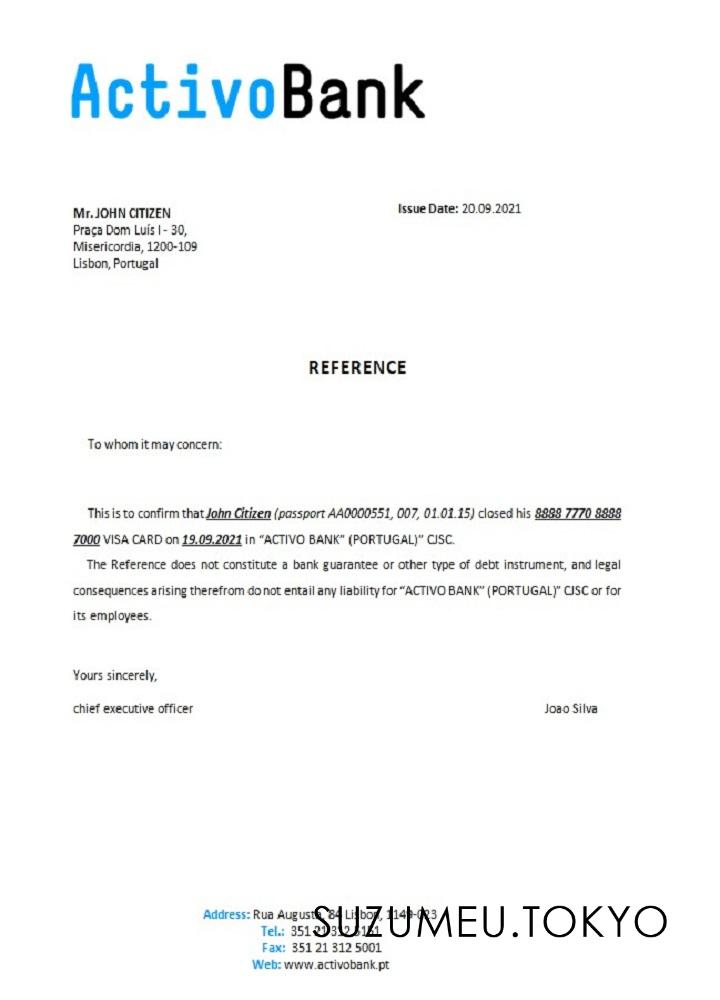 ActivoBank
Mr. JOHN CITIZEN
Praça Dom Luís I - 30,
Misericordia, 1200-109
Lisbon, Portugal
Issue Date: 20.09.2021
REFERENCE
To whom it may concern:
This is to confirm that John Citizen (passport AA0000551, 007, 01.01.15) closed his 8888 7770 8888
7000 VISA CARD on 19.09.2021 in “ACTIVO BANK” (PORTUGAL)” CJSC.
The Reference does not constitute a bank guarantee or other type of debt instrument, and legal
consequences arising therefrom do not entail any liability for “ACTIVO BANK” (PORTUGAL)” CJSC or for
its employees.
Yours sincerely,
chief executive officer
Joao Silva
Address: Rua Augusta, 84 Lisbon, 1149-023
SUZUMEU.TOKYO
Tel.: 351 21 312 5151
Fax: 351 21 312 5001
Web: www.activobank.pt